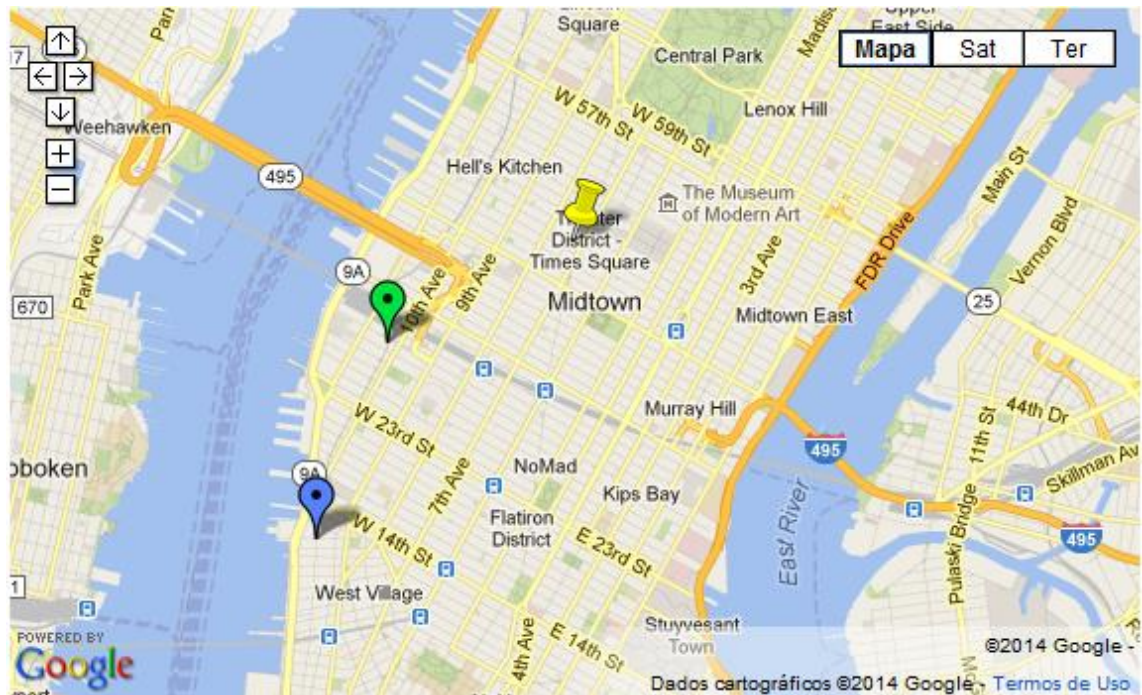 Square
Upper
East Side
Central Park
Mapa
Sat
Ter
Weehawken
W 57th St
W 59th St
Lenox Hill
Hell's Kitchen
495
The Museum
of Modern Art
Main St
Vernon Blvd
District -
Times Square
3rd Ave
FDR Drive
Park Ave
9A
10th Ave
9th Ave
670
Midtown
Midtown East
25
Murray Hill
W 23rd St
44th Dr
11th St
495
Skillman Av
oboken
9A
NoMad
7th Ave
Kips Bay
Flatiron
District
W 14th St
E 23rd St
East River
Pulaski Bridge
495
West Village
1
Stuyvesant
Town
4th Ave
E 14th St
POWERED BY
Google
©2014 Google -
Dados cartográficos ©2014 Google - Termos de Uso